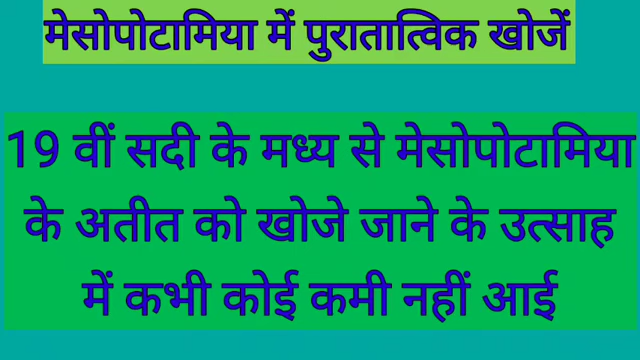 मेसोपोटामिया में पुरातात्विक खोजें
19 वीं सदी के मध्य से मेसोपोटामिया
के अतीत को खोजे जाने के उत्साह
में कभी कोई कमी नहीं आई